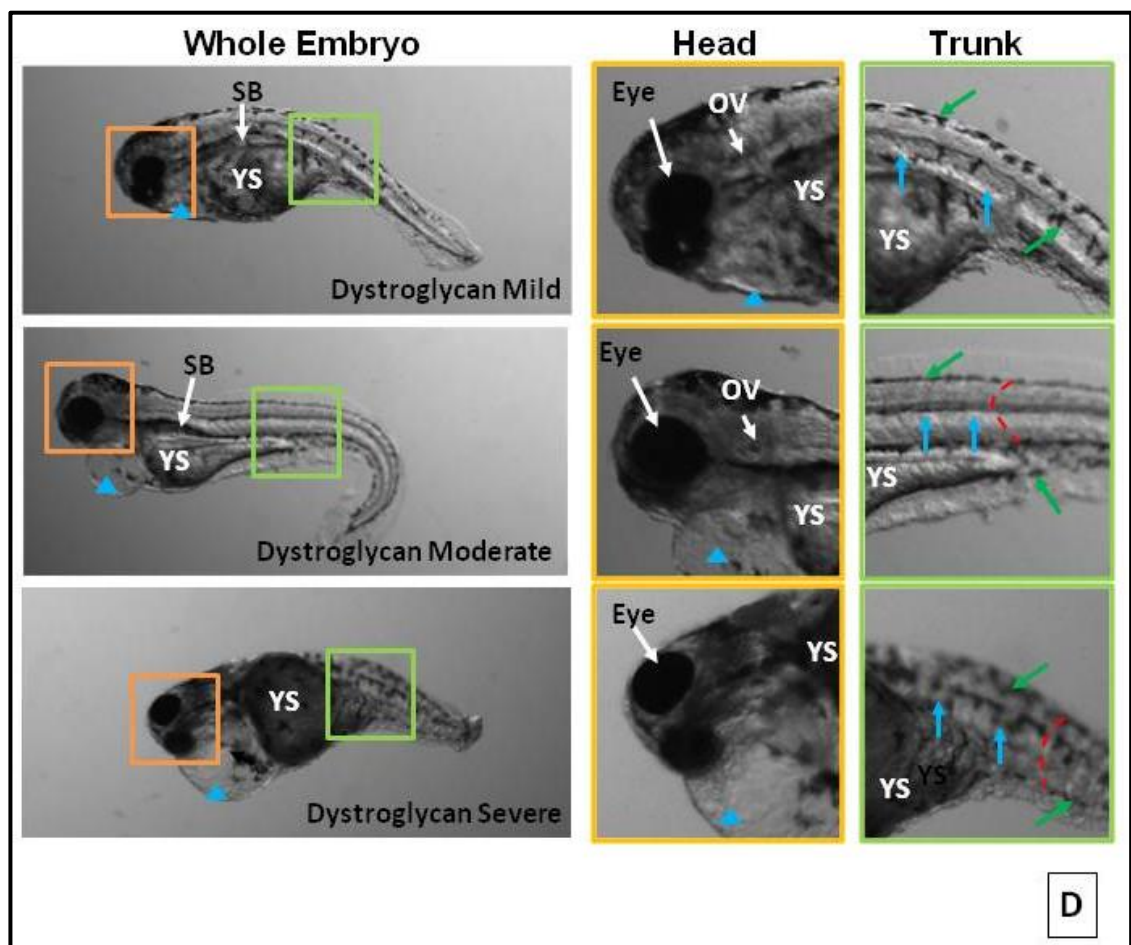 Whole Embryo
Head
Trunk
SB
YS
Dystroglycan Mild
Eye
OV
YS
YS
SB
YS
Dystroglycan Moderate
Eye
OV
YS
YS
YS
Dystroglycan Severe
Eye
YS
YS
YS
D